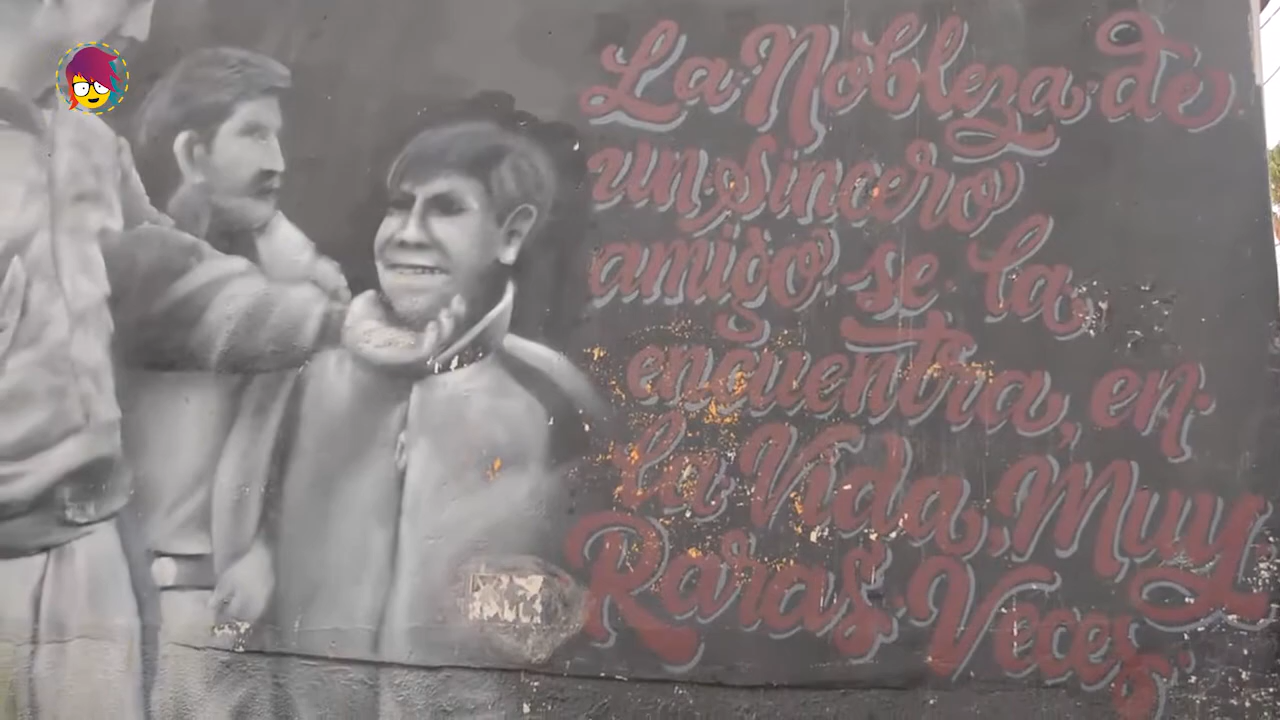 La Nobleza de
un sincero
amigo se la
encuentra, en
la Vida, Muy
Raras Veces